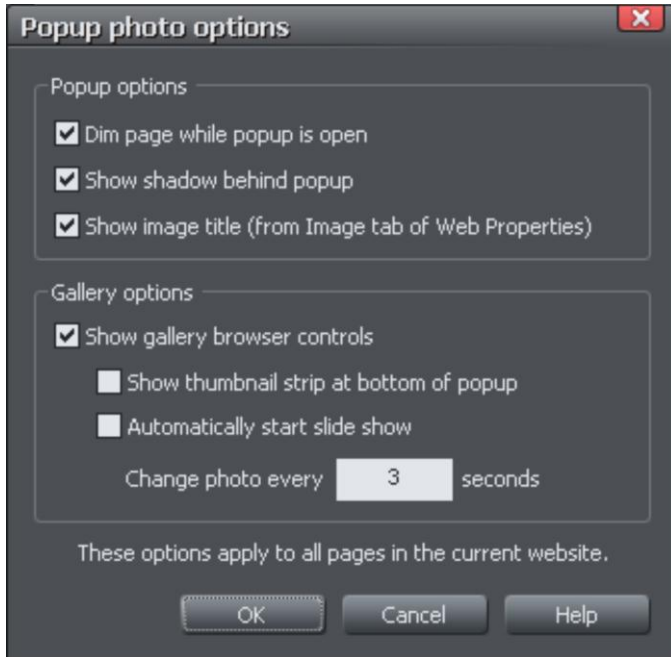 Popup photo options
Popup options
Dim page while popup is open
Show shadow behind popup
Show image title (from Image tab of Web Properties)
Gallery options
Show gallery browser controls
Show thumbnail strip at bottom of popup
Automatically start slide show
Change photo every 3 seconds
These options apply to all pages in the current website.
OK Cancel Help